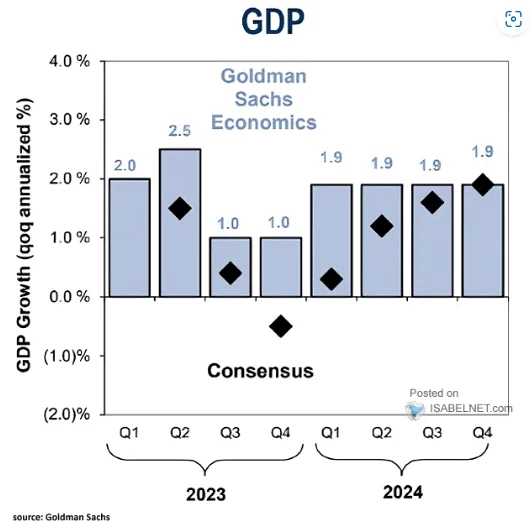 GDP
Goldman
Sachs
Economics
GDP Growth (qoq annualized %)
4.0 %
3.0 %
2.0 %
1.0 %
0.0 %
(1.0)%
(2.0)%
2.0
2.5
1.0
1.0
1.9
1.9
1.9
1.9
Consensus
Posted on
ISABELNET.com
Q1 Q2 Q3 Q4 Q1 Q2 Q3 Q4
2023 2024
source: Goldman Sachs